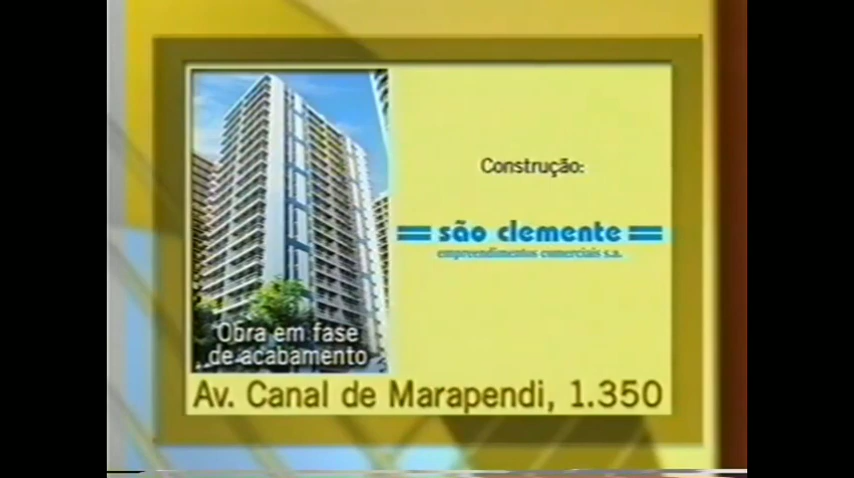 Construção:
são clemente
empreendimentos comerciais s.a.
Obra em fase
de acabamento
Av. Canal de Marapendi, 1.350